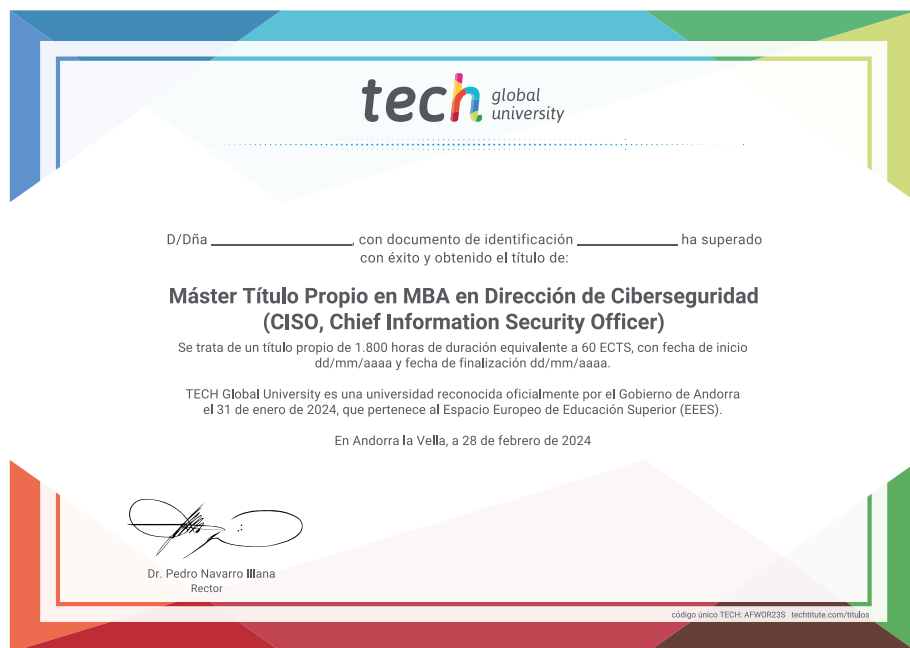 tech global university
D/Dña ______________, con documento de identificación __________ ha superado
con éxito y obtenido el título de:
Máster Título Propio en MBA en Dirección de Ciberseguridad
(CISO, Chief Information Security Officer)
Se trata de un título propio de 1.800 horas de duración equivalente a 60 ECTS, con fecha de inicio
dd/mm/aaaa y fecha de finalización dd/mm/aaaa.
TECH Global University es una universidad reconocida oficialmente por el Gobierno de Andorra
el 31 de enero de 2024, que pertenece al Espacio Europeo de Educación Superior (EEES).
En Andorra la Vella, a 28 de febrero de 2024
Dr. Pedro Navarro Illana
Rector
código único TECH: AFWOR23S techtitute.com/titulos